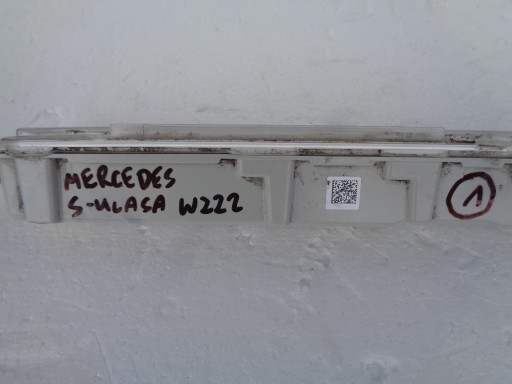 MERCEDES
S-KLASA W222
1